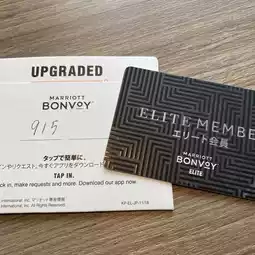 UPGRADED
MARRIOTT
BONVOY
915
タップで簡単に、
TAP IN.
ck in, make requests and more. Download our app now.
ELITE MEMBE
エリート会員
MARRIOTT
BONVOY
ELITE